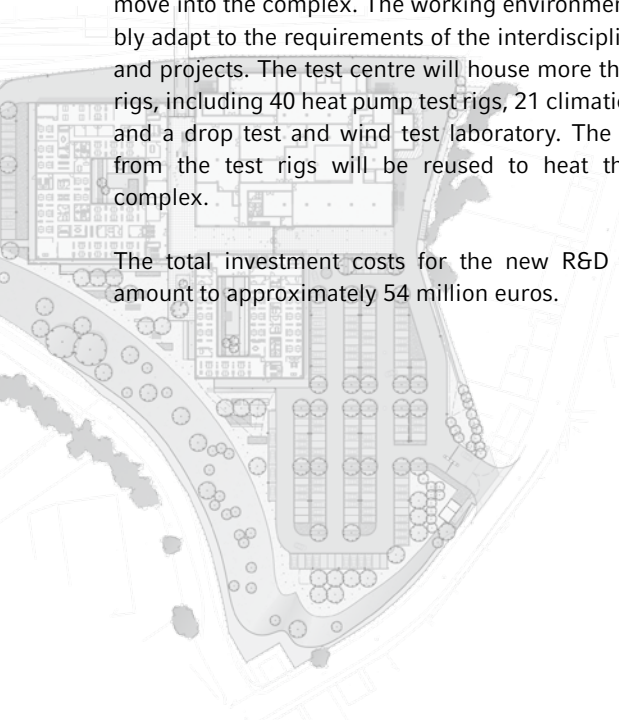 move into the complex. The working environment
bly adapt to the requirements of the interdiscipli
and projects. The test centre will house more th
rigs, including 40 heat pump test rigs, 21 climatic
and a drop test and wind test laboratory. The
from the test rigs will be reused to heat th
complex.
The total investment costs for the new R&D
amount to approximately 54 million euros.